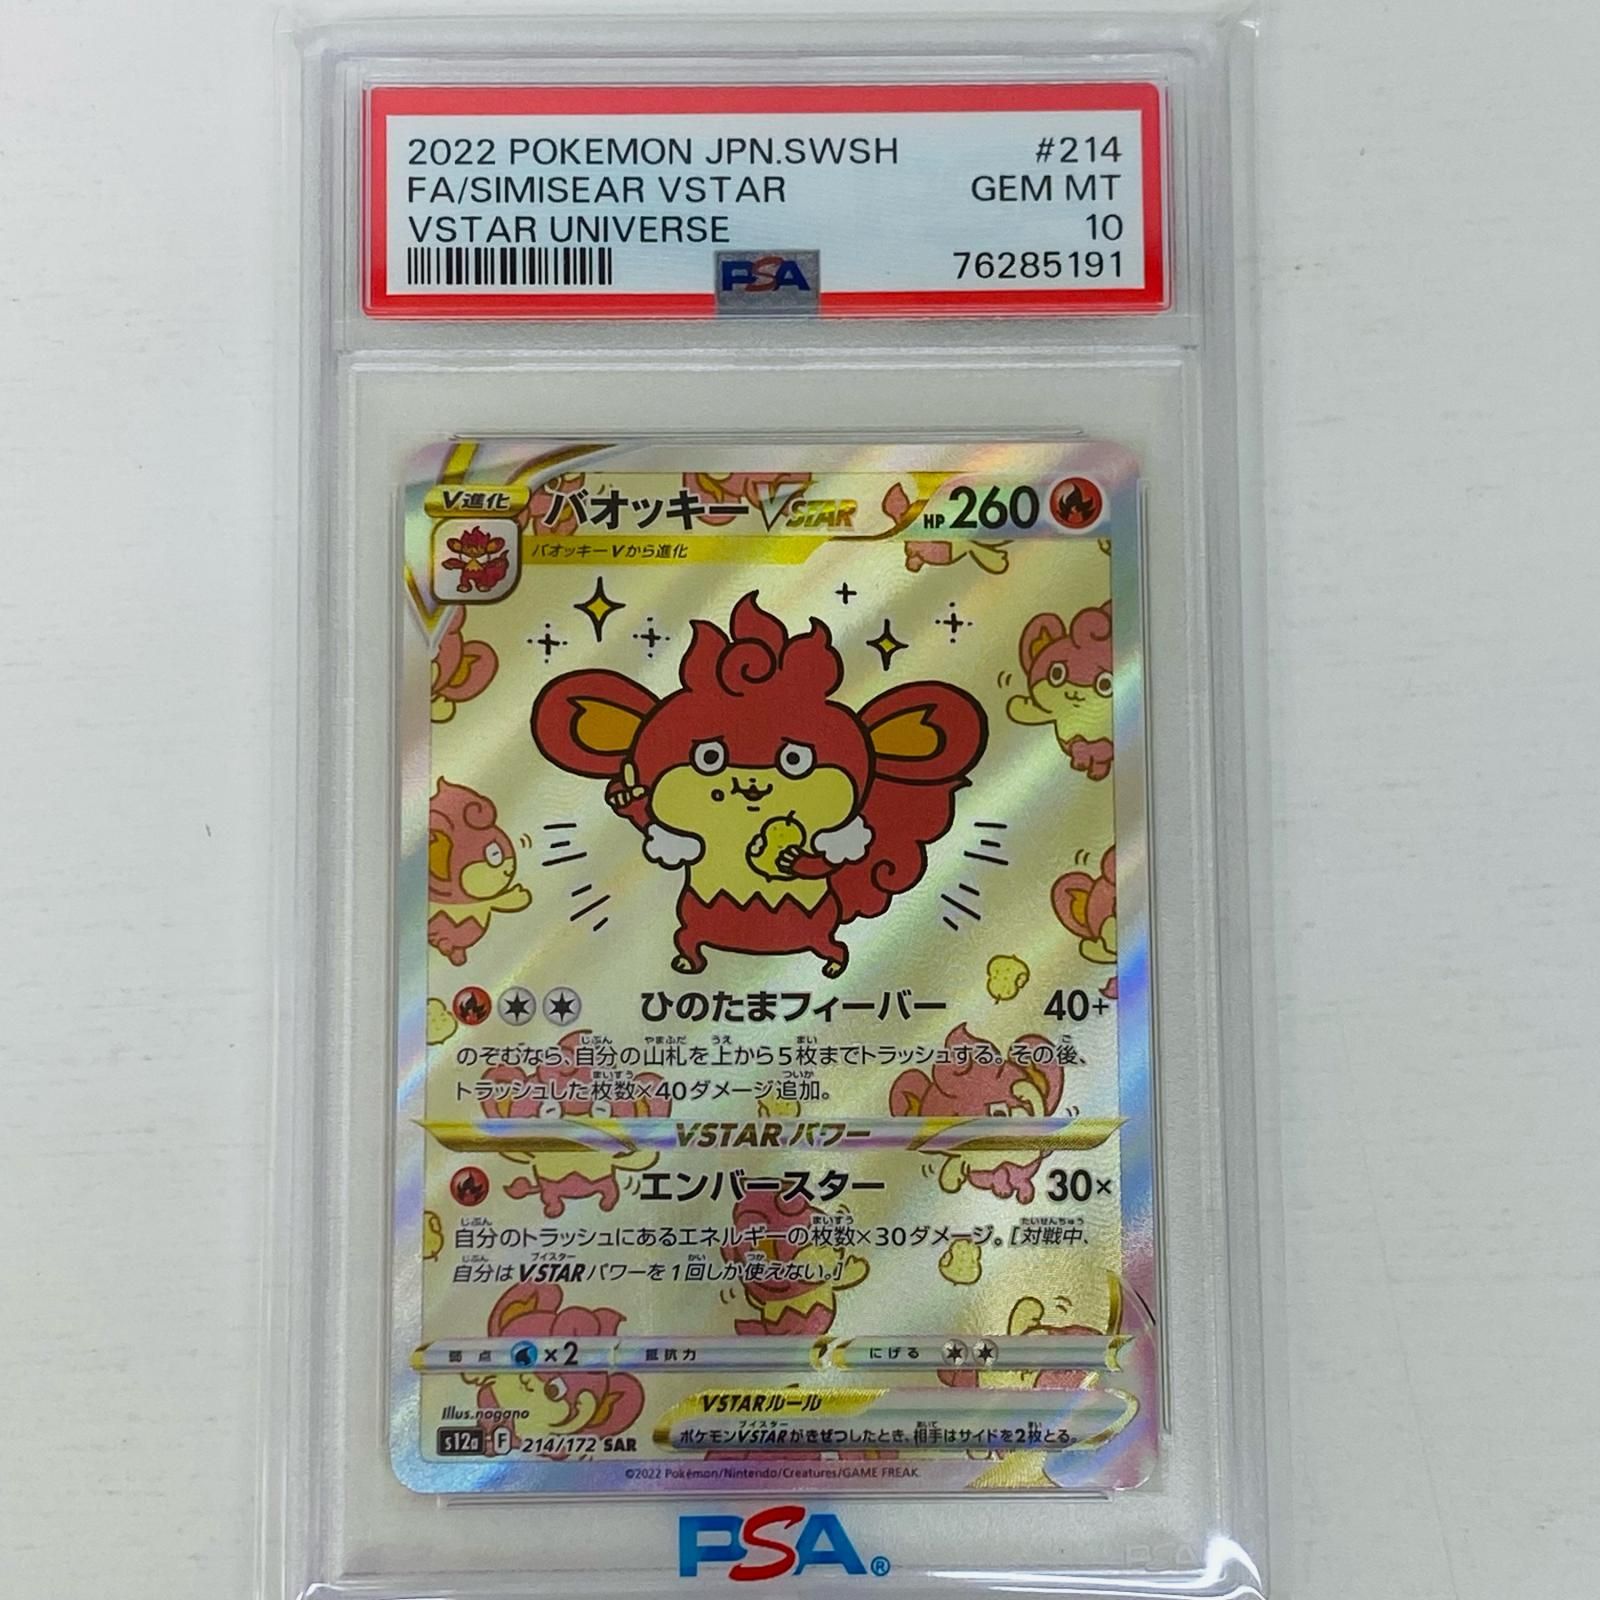 2022 POKEMON JPN.SWSH #214
FA/SIMISEAR VSTAR GEM MT
VSTAR UNIVERSE 10
PSA 76285191
V進化 バオッキーVSTAR HP260
バオッキーVから進化
ひのたまフィーバー 40+
のぞむなら、自分の山札を上から5枚までトラッシュする。その後、
トラッシュした枚数×40ダメージ追加。
VSTARパワー
エンバースター 30×
自分のトラッシュにあるエネルギーの枚数×30ダメージ。[対戦中、
自分はVSTARパワーを1回しか使えない。]
弱点 ×2 抵抗力 にげる
VSTARルール
Illus.nagano
ポケモンVSTARがきぜつしたとき、相手はサイドを2枚とる。
s12a F 214/172 SAR
©2022 Pokémon/Nintendo/Creatures/GAME FREAK.
PSA®